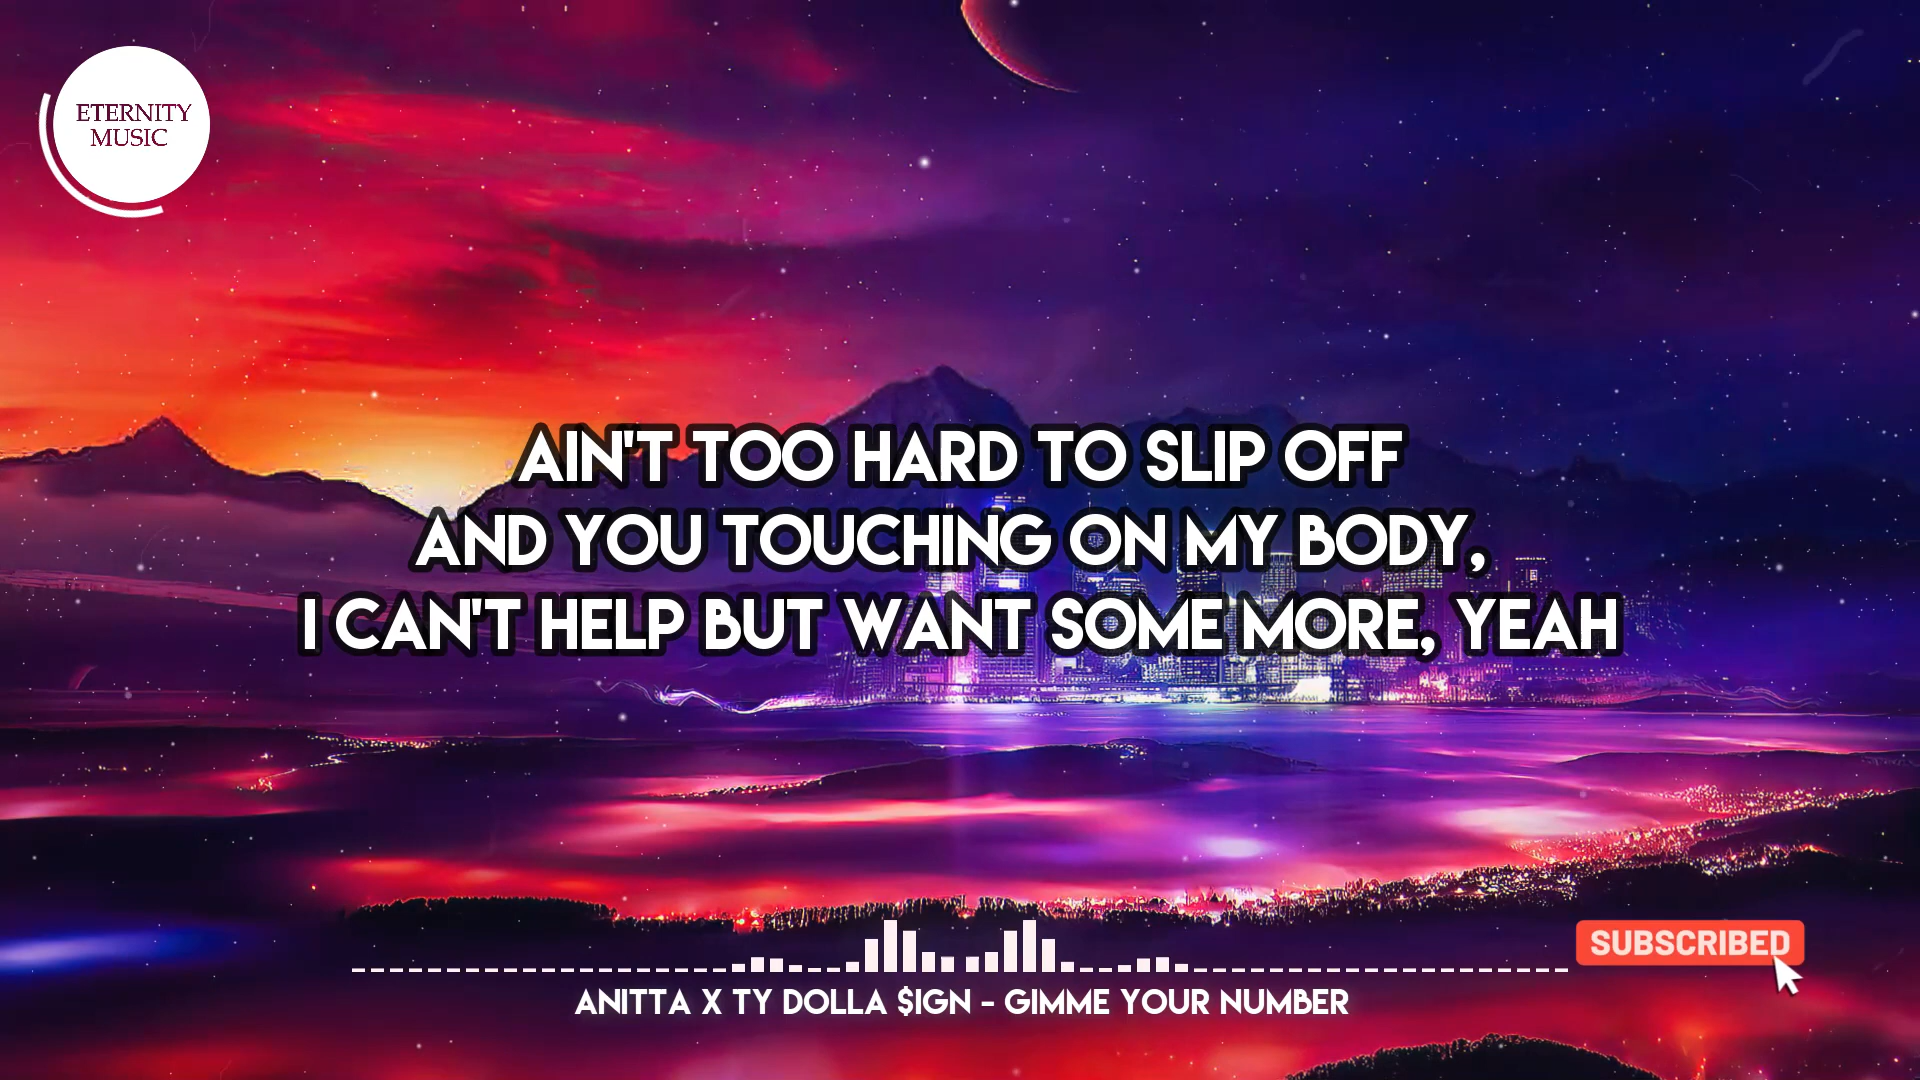 ETERNITY
MUSIC
AIN'T TOO HARD TO SLIP OFF
AND YOU TOUCHING ON MY BODY,
I CAN'T HELP BUT WANT SOME MORE, YEAH
SUBSCRIBED
ANITTA X TY DOLLA $IGN - GIMME YOUR NUMBER